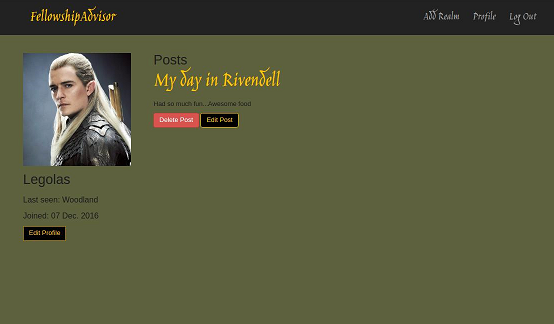 FellowshipAdvisor
Add Realm Profile Log Out
Posts
My day in Rivendell
Had so much fun...Awesome food
Delete Post Edit Post
Legolas
Last seen: Woodland
Joined: 07 Dec. 2016
Edit Profile